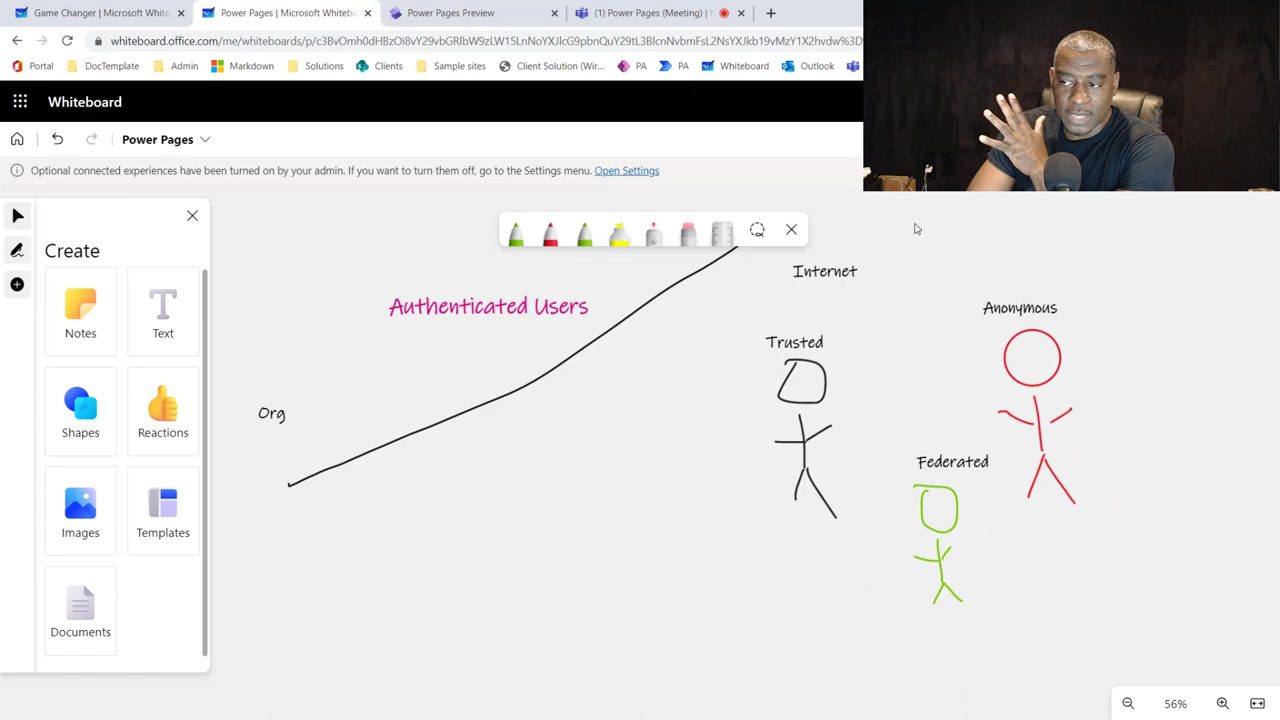 Game Changer | Microsoft White
Power Pages | Microsoft Whitebo
Power Pages Preview
(1) Power Pages (Meeting) |
whiteboard.office.com/me/whiteboards/p/
Portal DocTemplate Admin Markdown Solutions Clients Sample sites Client Solution (Wir... PA PA Whiteboard Outlook
Whiteboard
Power Pages
Optional connected experiences have been turned on by your admin. If you want to turn them off, go to the Settings menu. Open Settings
Create
Notes Text
Shapes Reactions
Images Templates
Documents
Internet
Authenticated Users
Anonymous
Trusted
Org
Federated
56%